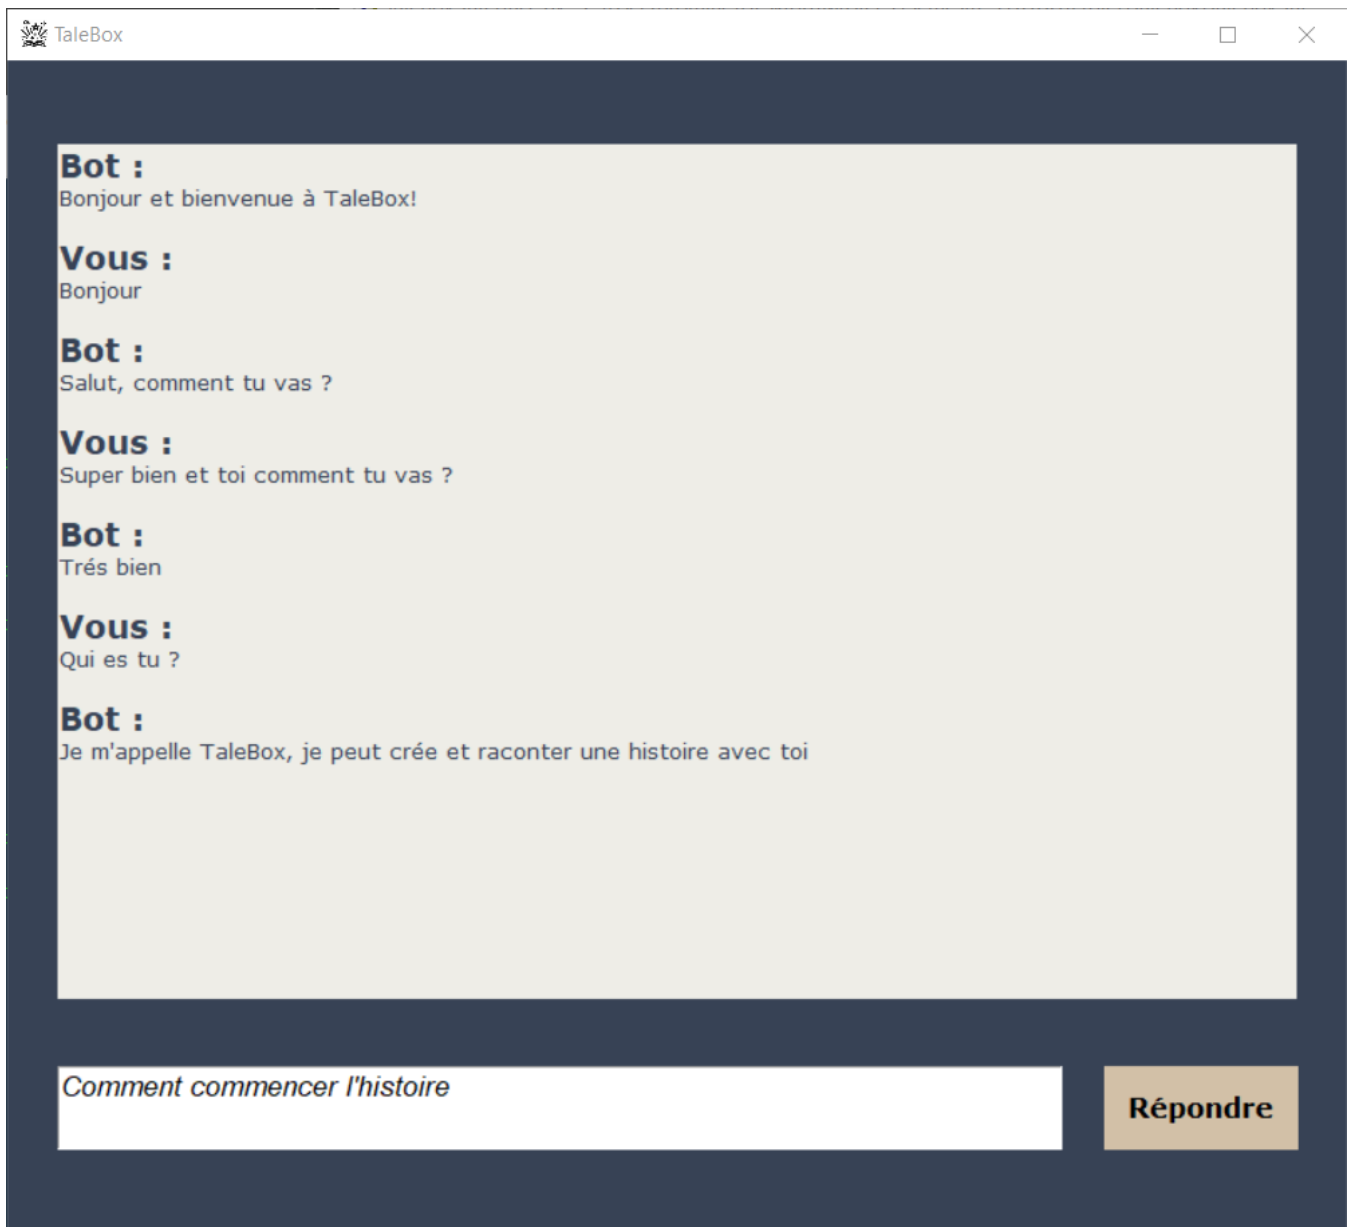 TaleBox
Bot :
Bonjour et bienvenue à TaleBox!
Vous :
Bonjour
Bot :
Salut, comment tu vas ?
Vous :
Super bien et toi comment tu vas ?
Bot :
Trés bien
Vous :
Qui es tu ?
Bot :
Je m'appelle TaleBox, je peut crée et raconter une histoire avec toi
Comment commencer l'histoire
Répondre